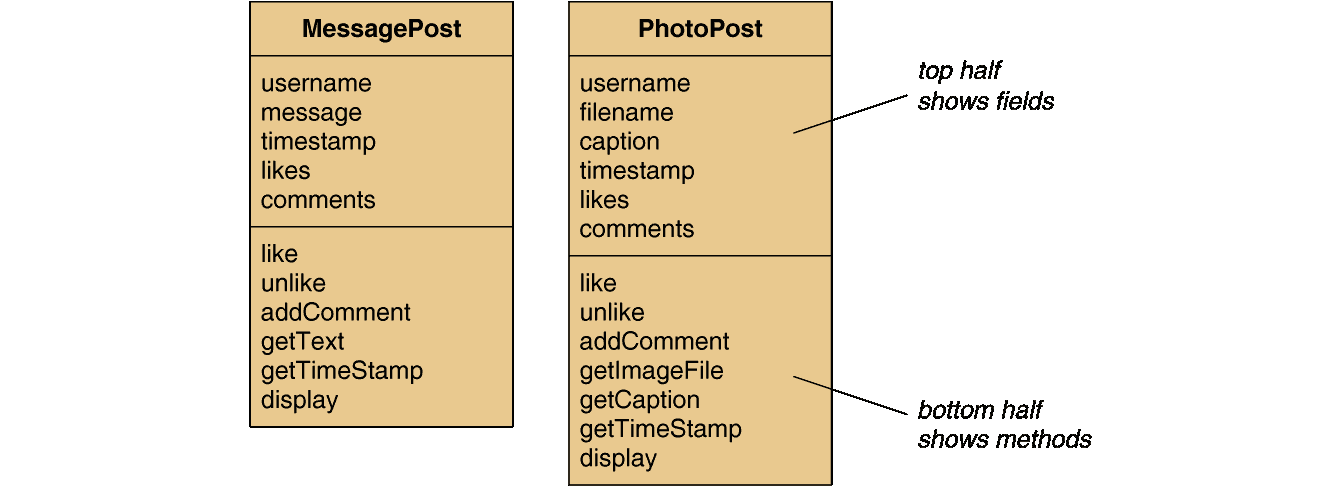 MessagePost
username
message
timestamp
likes
comments
like
unlike
addComment
getText
getTimeStamp
display
PhotoPost
username
filename
caption
timestamp
likes
comments
like
unlike
addComment
getImageFile
getCaption
getTimeStamp
display
top half
shows fields
bottom half
shows methods